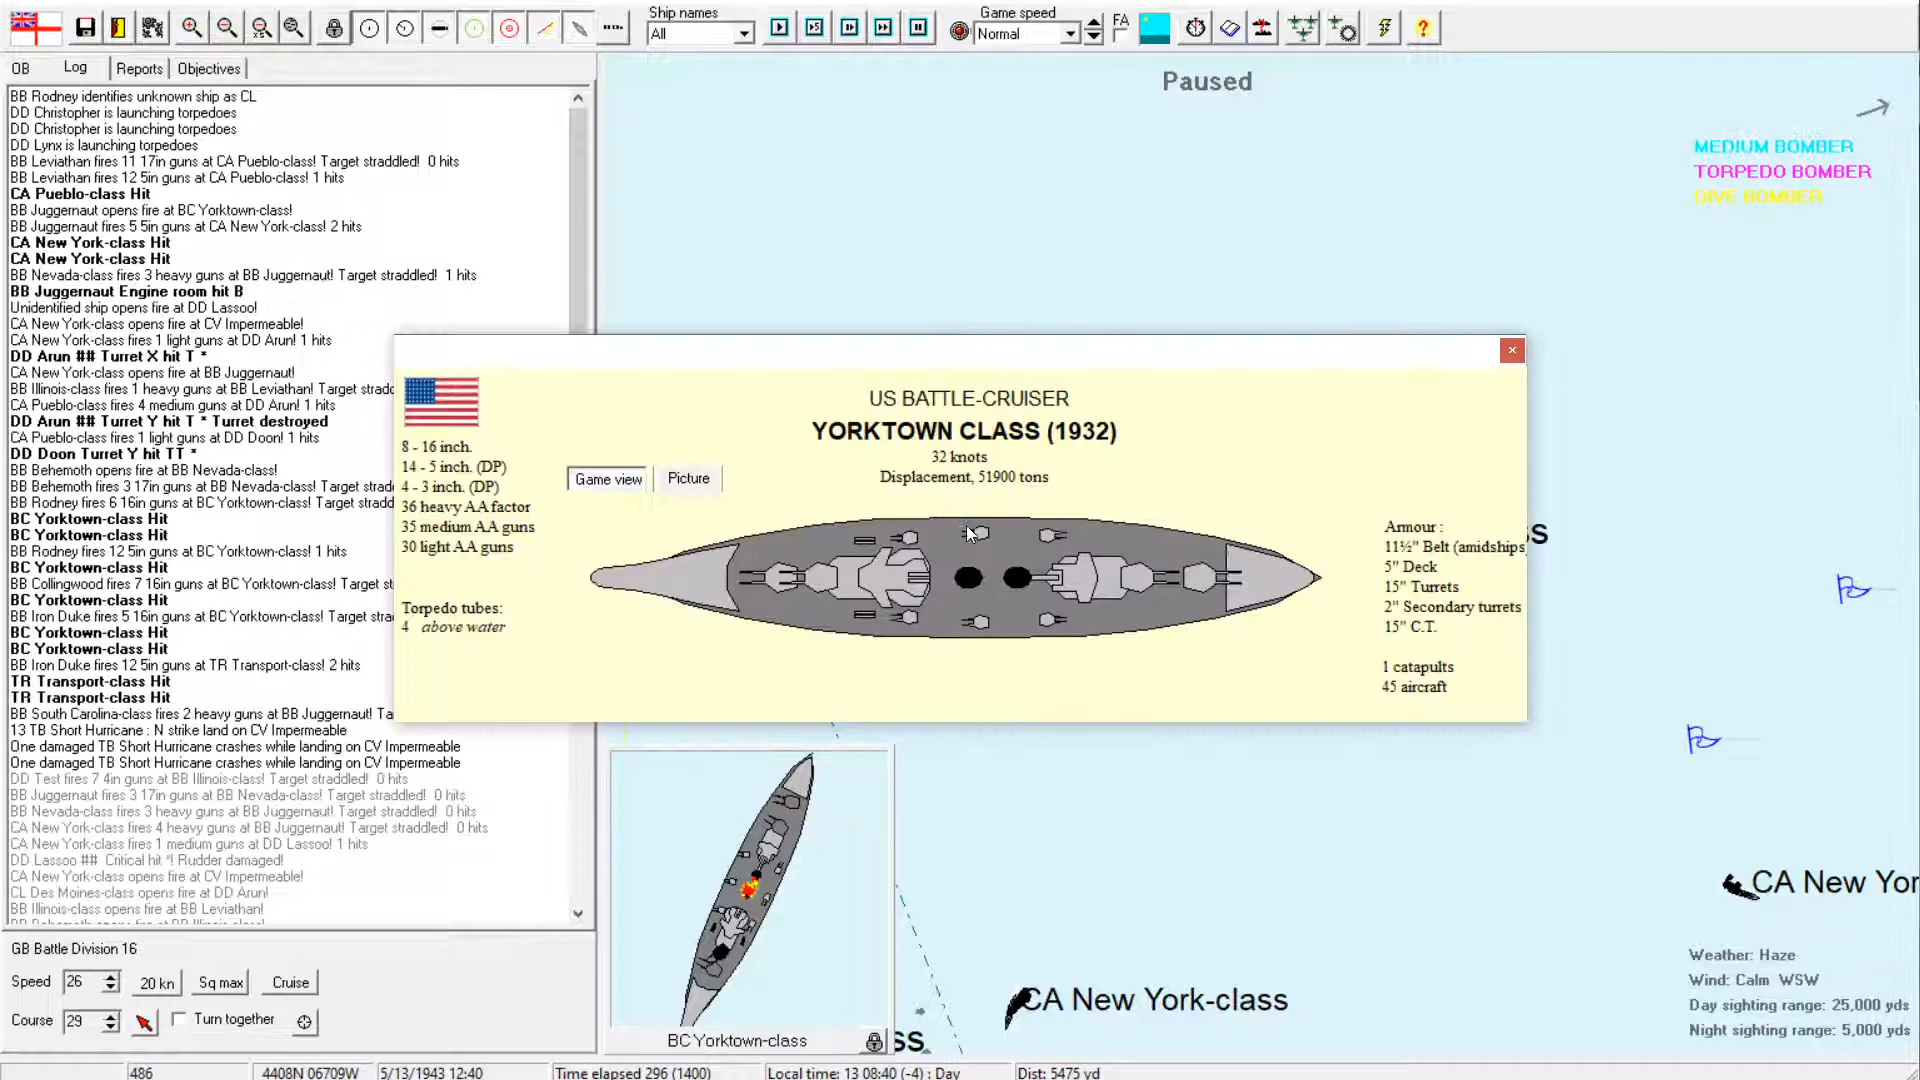 Ship names
All
Game speed
Normal
FA
OB
Log
Reports
Objectives
BB Rodney identifies unknown ship as CL
DD Christopher is launching torpedoes
DD Christopher is launching torpedoes
DD Lynx is launching torpedoes
BB Leviathan fires 11 17in guns at CA Pueblo-class! Target straddled!  0 hits
BB Leviathan fires 12 5in guns at CA Pueblo-class! 1 hits
CA Pueblo-class Hit
BB Juggernaut opens fire at BC Yorktown-class!
BB Juggernaut fires 5 5in guns at CA New York-class! 2 hits
CA New York-class Hit
CA New York-class Hit
BB Nevada-class fires 3 heavy guns at BB Juggernaut! Target straddled!  1 hits
BB Juggernaut Engine room hit B
Unidentified ship opens fire at DD Lassoo!
CA New York-class opens fire at CV Impermeable!
CA New York-class fires 1 light guns at DD Arun! 1 hits
DD Arun ## Turret X hit T *
CA New York-class opens fire at BB Juggernaut!
BB Illinois-class fires 1 heavy guns at BB Leviathan! Target stradd
CA Pueblo-class fires 4 medium guns at DD Arun! 1 hits
DD Arun ## Turret Y hit T * Turret destroyed
CA Pueblo-class fires 1 light guns at DD Doon! 1 hits
DD Doon Turret Y hit TT *
BB Behemoth opens fire at BB Nevada-class!
BB Behemoth fires 3 17in guns at BB Nevada-class! Target stradd
BB Rodney fires 6 16in guns at BC Yorktown-class! Target stradd
BC Yorktown-class Hit
BC Yorktown-class Hit
BB Rodney fires 12 5in guns at BC Yorktown-class! 1 hits
BC Yorktown-class Hit
BB Collingwood fires 7 16in guns at BC Yorktown-class! Target st
BC Yorktown-class Hit
BB Iron Duke fires 5 16in guns at BC Yorktown-class! Target stra
BC Yorktown-class Hit
BC Yorktown-class Hit
BB Iron Duke fires 12 5in guns at TR Transport-class! 2 hits
TR Transport-class Hit
TR Transport-class Hit
BB South Carolina-class fires 2 heavy guns at BB Juggernaut! Ta
13 TB Short Hurricane : N strike land on CV Impermeable
One damaged TB Short Hurricane crashes while landing on CV Impermeable
One damaged TB Short Hurricane crashes while landing on CV Impermeable
DD Test fires 7 4in guns at BB Illinois-class! Target straddled!  0 hits
BB Juggernaut fires 3 17in guns at BB Nevada-class! Target straddled!  0 hits
BB Nevada-class fires 3 heavy guns at BB Juggernaut! Target straddled!  0 hits
CA New York-class fires 4 heavy guns at BB Juggernaut! Target straddled!  0 hits
CA New York-class fires 1 medium guns at DD Lassoo! 1 hits
DD Lassoo ##  Critical hit *! Rudder damaged!
CA New York-class opens fire at CV Impermeable!
CL Des Moines-class opens fire at DD Arun!
BB Illinois-class opens fire at BB Leviathan!
GB Battle Division 16
Speed
26
20 kn
Sq max
Cruise
Course
29
Turn together
Paused
MEDIUM BOMBER
TORPEDO BOMBER
DIVE BOMBER
US BATTLE-CRUISER
YORKTOWN CLASS (1932)
32 knots
Displacement, 51900 tons
8 - 16 inch.
14 - 5 inch. (DP)
4 - 3 inch. (DP)
36 heavy AA factor
35 medium AA guns
30 light AA guns
Torpedo tubes:
4 above water
Game view
Picture
Armour :
11½" Belt (amidships)
5" Deck
15" Turrets
2" Secondary turrets
15" C.T.
1 catapults
45 aircraft
S
CA New Yor
CA New York-class
ss
BC Yorktown-class
Weather: Haze
Wind: Calm  WSW
Day sighting range: 25,000 yds
Night sighting range: 5,000 yds
486
4408N 06709W
5/13/1943 12:40
Time elapsed 296 (1400)
Local time: 13 08:40 (-4) : Day
Dist: 5475 yd